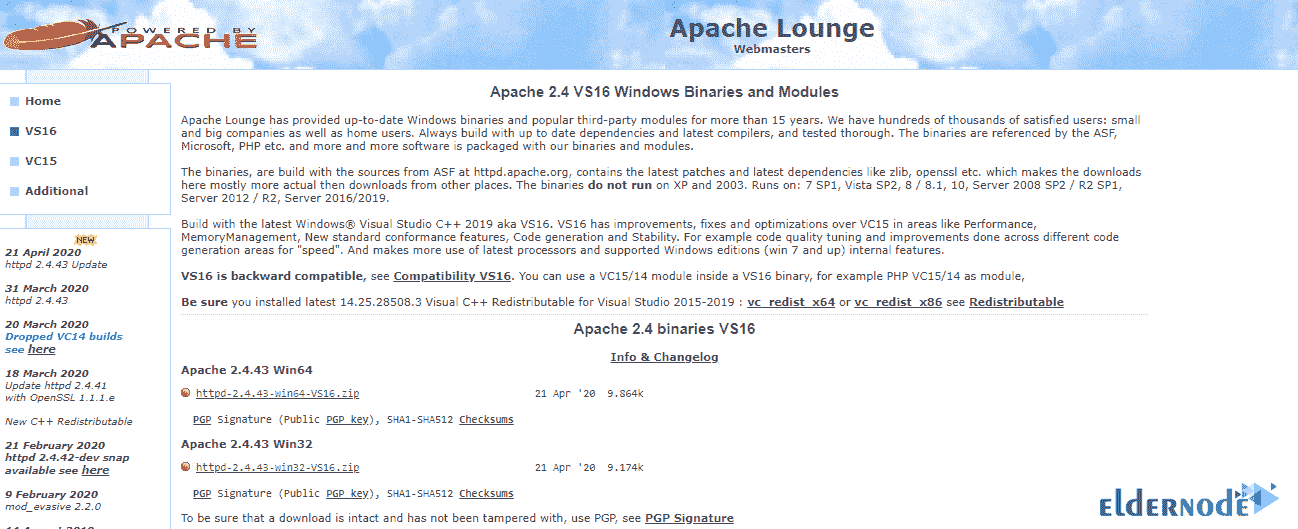 POWERED BY
APACHE
Apache Lounge
Webmasters
Home
VS16
VC15
Additional
NEW
21 April 2020
httpd 2.4.43 Update
31 March 2020
httpd 2.4.43
20 March 2020
Dropped VC14 builds
see here
18 March 2020
Update httpd 2.4.41
with OpenSSL 1.1.1.e
New C++ Redistributable
21 February 2020
httpd 2.4.42-dev snap
available see here
9 February 2020
mod_evasive 2.2.0
Apache 2.4 VS16 Windows Binaries and Modules
Apache Lounge has provided up-to-date Windows binaries and popular third-party modules for more than 15 years. We have hundreds of thousands of satisfied users: small
and big companies as well as home users. Always build with up to date dependencies and latest compilers, and tested thorough. The binaries are referenced by the ASF,
Microsoft, PHP etc. and more and more software is packaged with our binaries and modules.
The binaries, are build with the sources from ASF at httpd.apache.org, contains the latest patches and latest dependencies like zlib, openssl etc. which makes the downloads
here mostly more actual then downloads from other places. The binaries do not run on XP and 2003. Runs on: 7 SP1, Vista SP2, 8 / 8.1, 10, Server 2008 SP2 / R2 SP1,
Server 2012 / R2, Server 2016/2019.
Build with the latest Windows® Visual Studio C++ 2019 aka VS16. VS16 has improvements, fixes and optimizations over VC15 in areas like Performance,
MemoryManagement, New standard conformance features, Code generation and Stability. For example code quality tuning and improvements done across different code
generation areas for "speed". And makes more use of latest processors and supported Windows editions (win 7 and up) internal features.
VS16 is backward compatible, see Compatibility VS16. You can use a VC15/14 module inside a VS16 binary, for example PHP VC15/14 as module,
Be sure you installed latest 14.25.28508.3 Visual C++ Redistributable for Visual Studio 2015-2019 : vc_redist_x64 or vc_redist_x86 see Redistributable
Apache 2.4 binaries VS16
Info & Changelog
Apache 2.4.43 Win64
httpd-2.4.43-win64-VS16.zip 21 Apr '20 9.864k
PGP Signature (Public PGP key), SHA1-SHA512 Checksums
Apache 2.4.43 Win32
httpd-2.4.43-win32-VS16.zip 21 Apr '20 9.174k
PGP Signature (Public PGP key), SHA1-SHA512 Checksums
To be sure that a download is intact and has not been tampered with, use PGP, see PGP Signature
eldernode